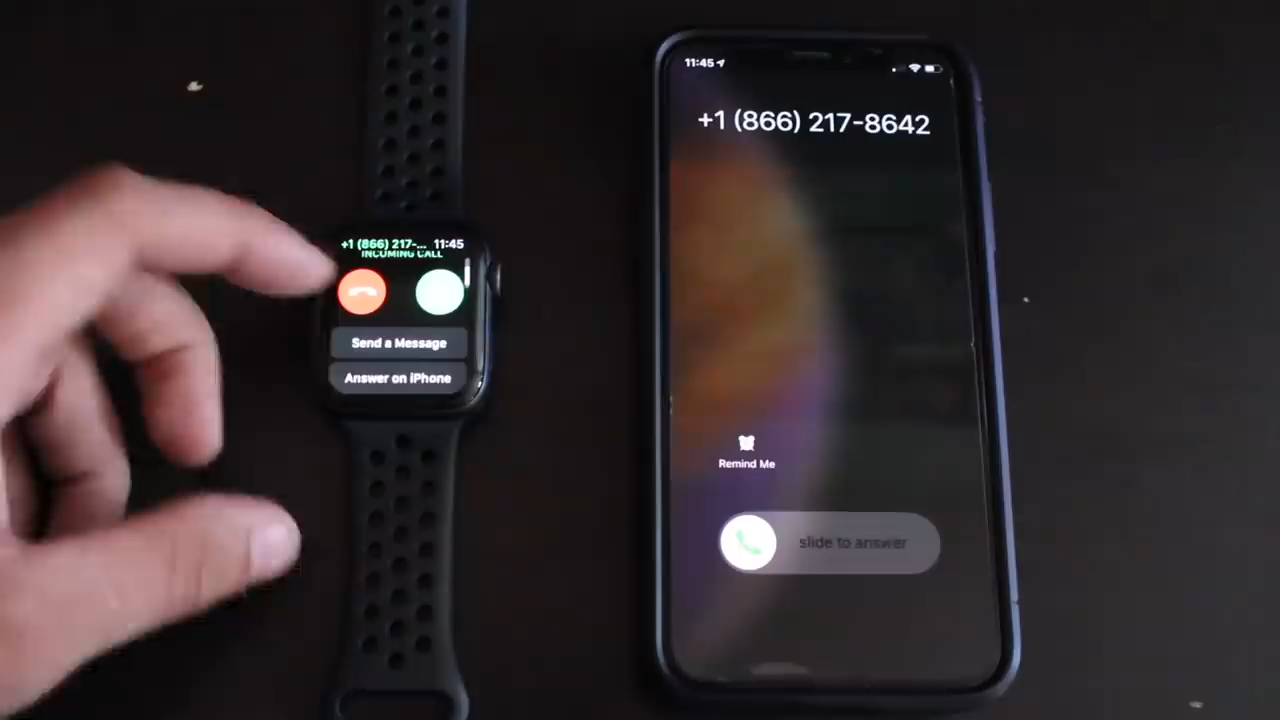 +1 (866) 217-... 11:45
INCOMING CALL
Send a Message
Answer on iPhone
11:45
+1 (866) 217-8642
Remind Me
slide to answer